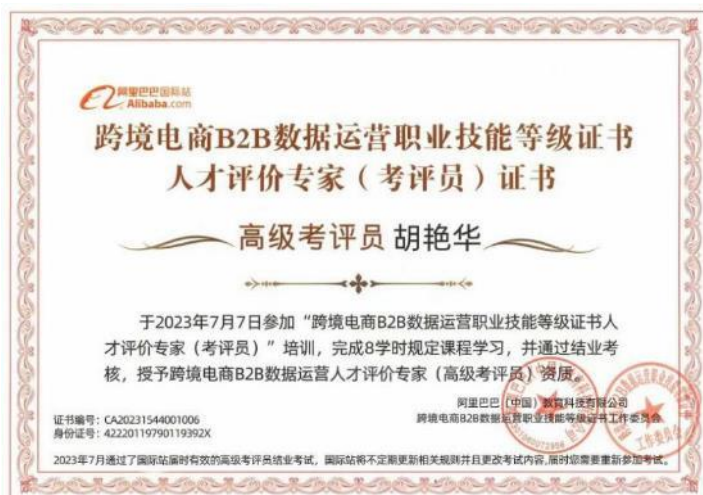 阿里巴巴国际站
Alibaba.com
跨境电商B2B数据运营职业技能等级证书
人才评价专家（考评员）证书
高级考评员 胡艳华
于2023年7月7日参加“跨境电商B2B数据运营职业技能等级证书人
才评价专家（考评员）”培训，完成8学时规定课程学习，并通过结业考
核，授予跨境电商B2B数据运营人才评价专家（高级考评员）资质。
阿里巴巴（中国）教育科技有限公司
跨境电商B2B数据运营职业技能等级证书工作委员会
证书编号：CA20231544001006
身份证号：42220119790119392X
2023年7月通过了国际站届时有效的高级考评员结业考试，国际站将不定期更新相关规则并且更改考试内容，届时您需要重新参加考试。
工作委员会